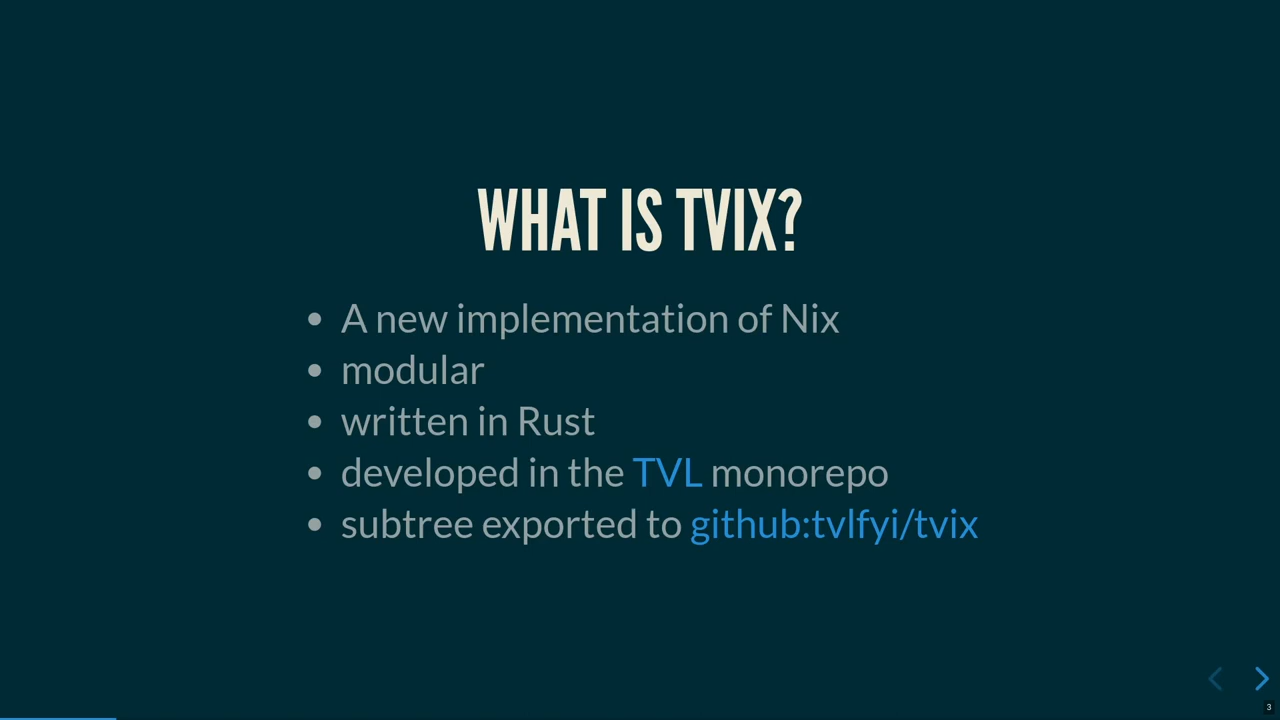 WHAT IS TVIX?
• A new implementation of Nix
• modular
• written in Rust
• developed in the TVL monorepo
• subtree exported to github:tvlfyi/tvix
3